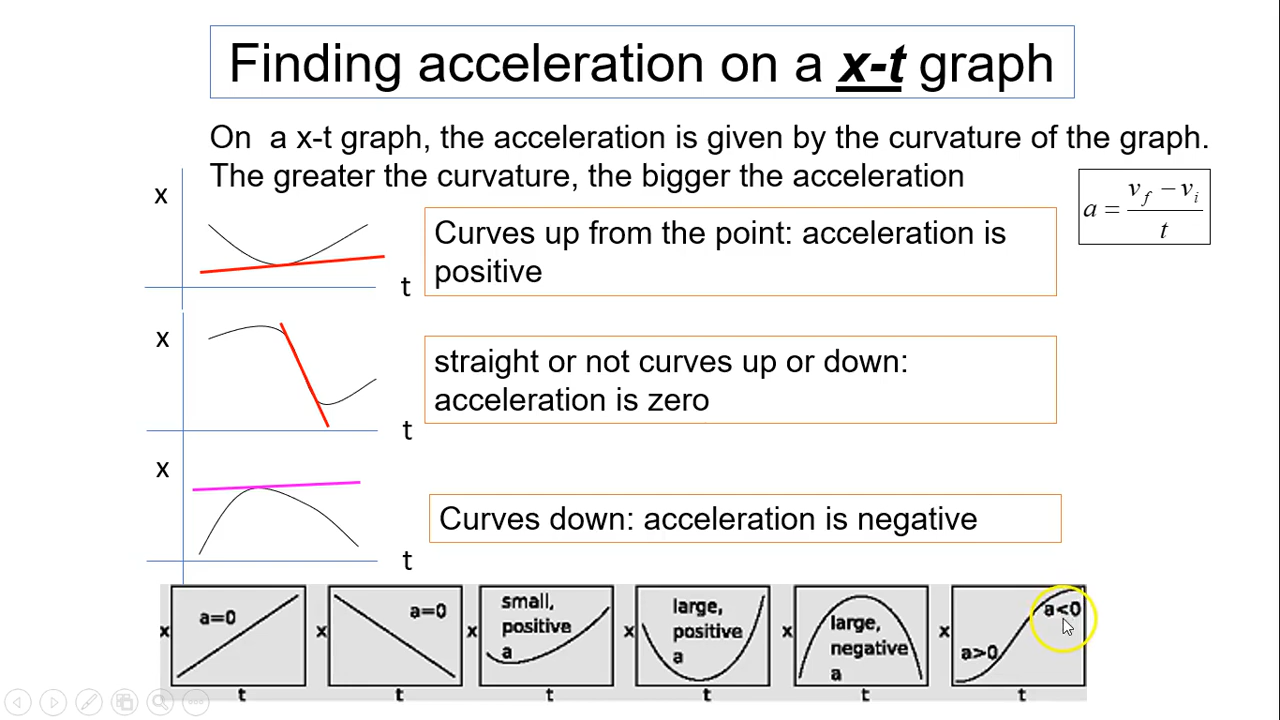 Finding acceleration on a x-t graph
On a x-t graph, the acceleration is given by the curvature of the graph.
The greater the curvature, the bigger the acceleration
a = (v_f − v_i) / t
x
t
Curves up from the point: acceleration is
positive
x
t
straight or not curves up or down:
acceleration is zero
x
t
Curves down: acceleration is negative
x
a=0
t
x
a=0
t
x
small,
positive
a
t
x
large,
positive
a
t
x
large,
negative
a
t
x
a<0
a>0
t